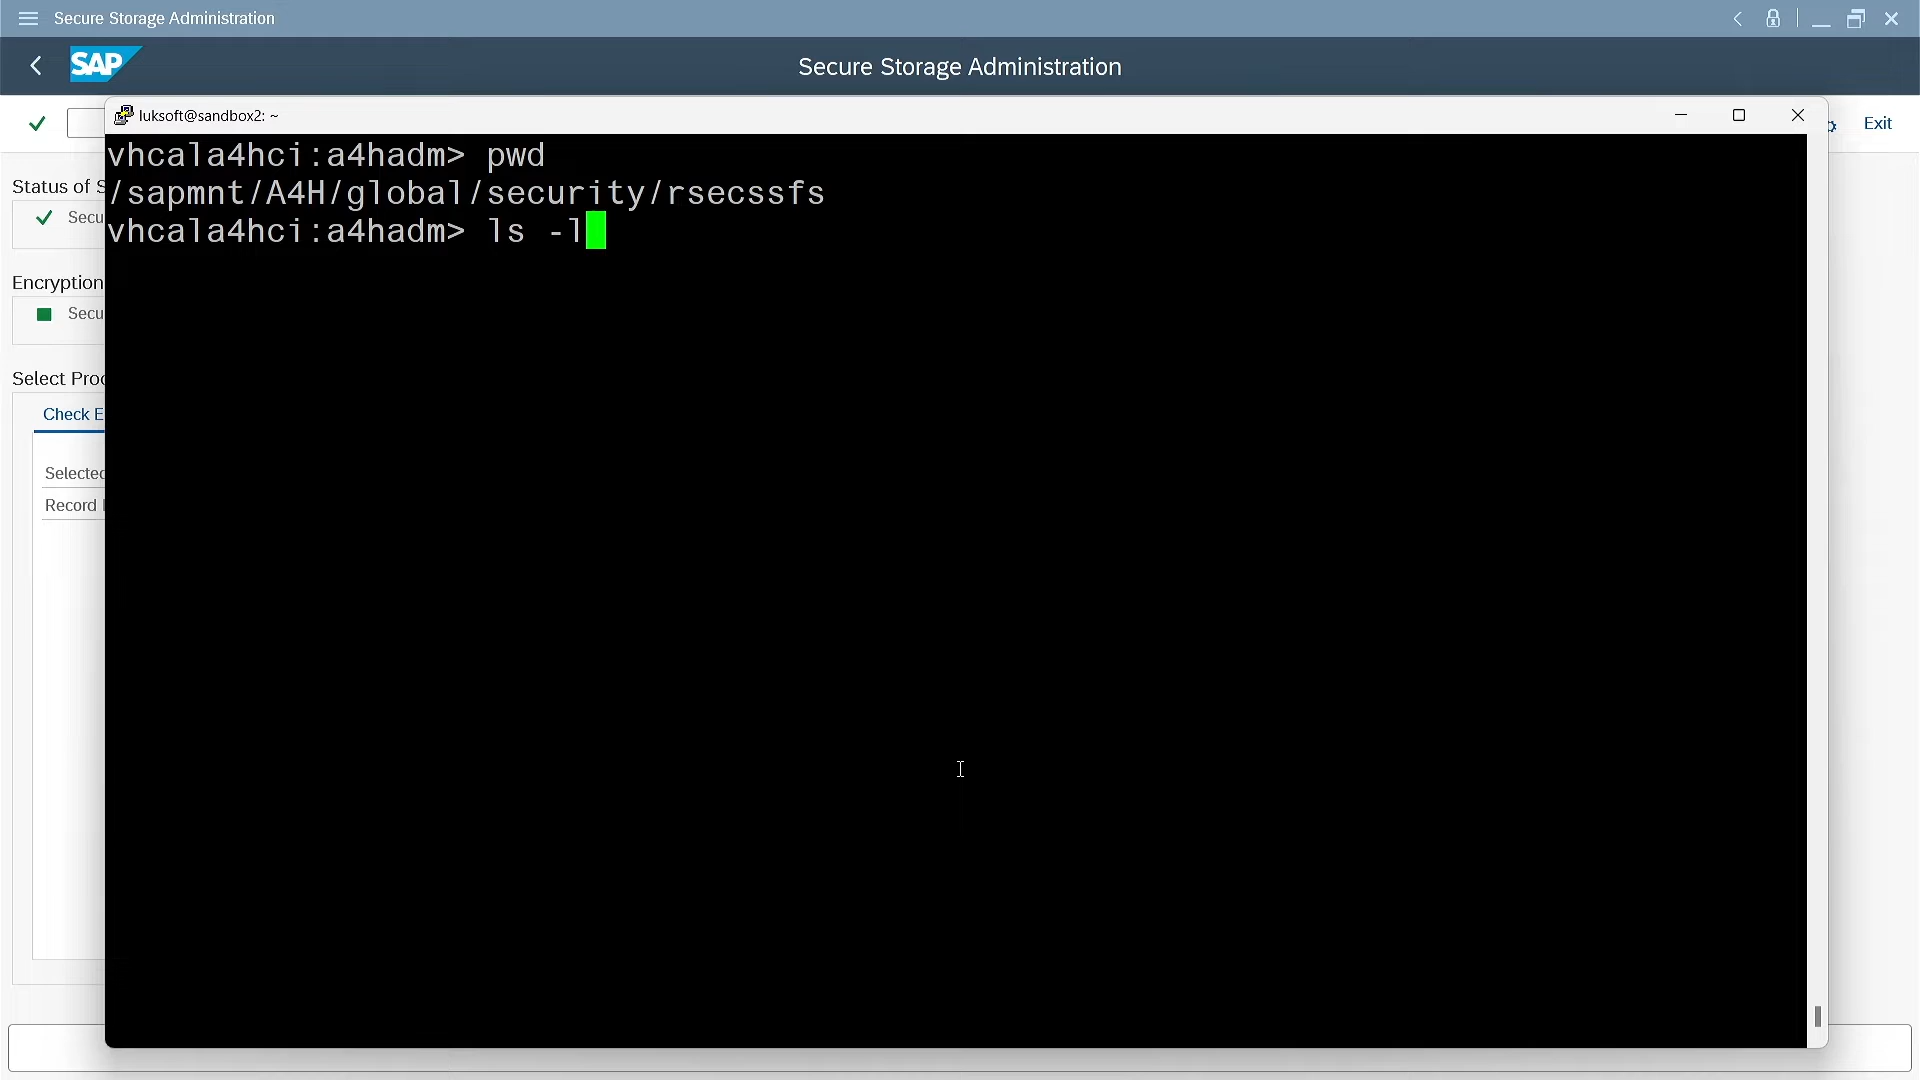 Secure Storage Administration
SAP
Secure Storage Administration
luksoft@sandbox2: ~
Exit
vhcala4hci:a4hadm> pwd
/sapmnt/A4H/global/security/rsecssfs
vhcala4hci:a4hadm> ls -l
Status of S
Secu
Encryption
Secu
Select Proc
Check E
Selected
Record